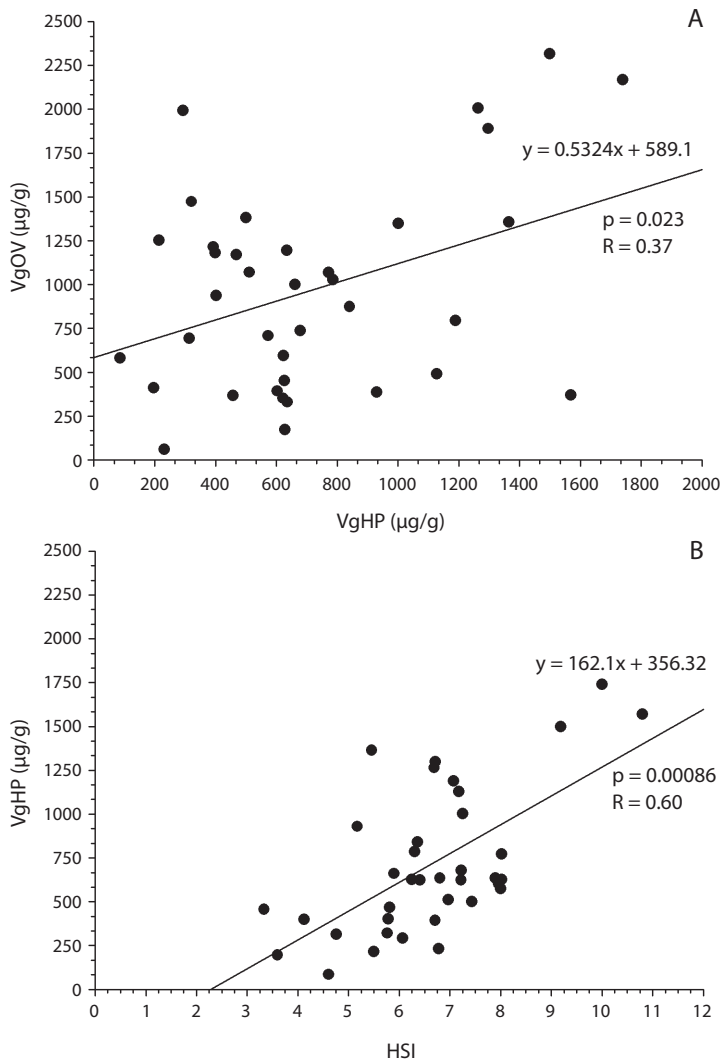 A
2500
2250
2000
1750
1500
1250
1000
750
500
250
0
VgOV (µg/g)
y = 0.5324x + 589.1
p = 0.023
R = 0.37
0 200 400 600 800 1000 1200 1400 1600 1800 2000
VgHP (µg/g)
B
2500
2250
2000
1750
1500
1250
1000
750
500
250
0
VgHP (µg/g)
y = 162.1x + 356.32
p = 0.00086
R = 0.60
0 1 2 3 4 5 6 7 8 9 10 11 12
HSI